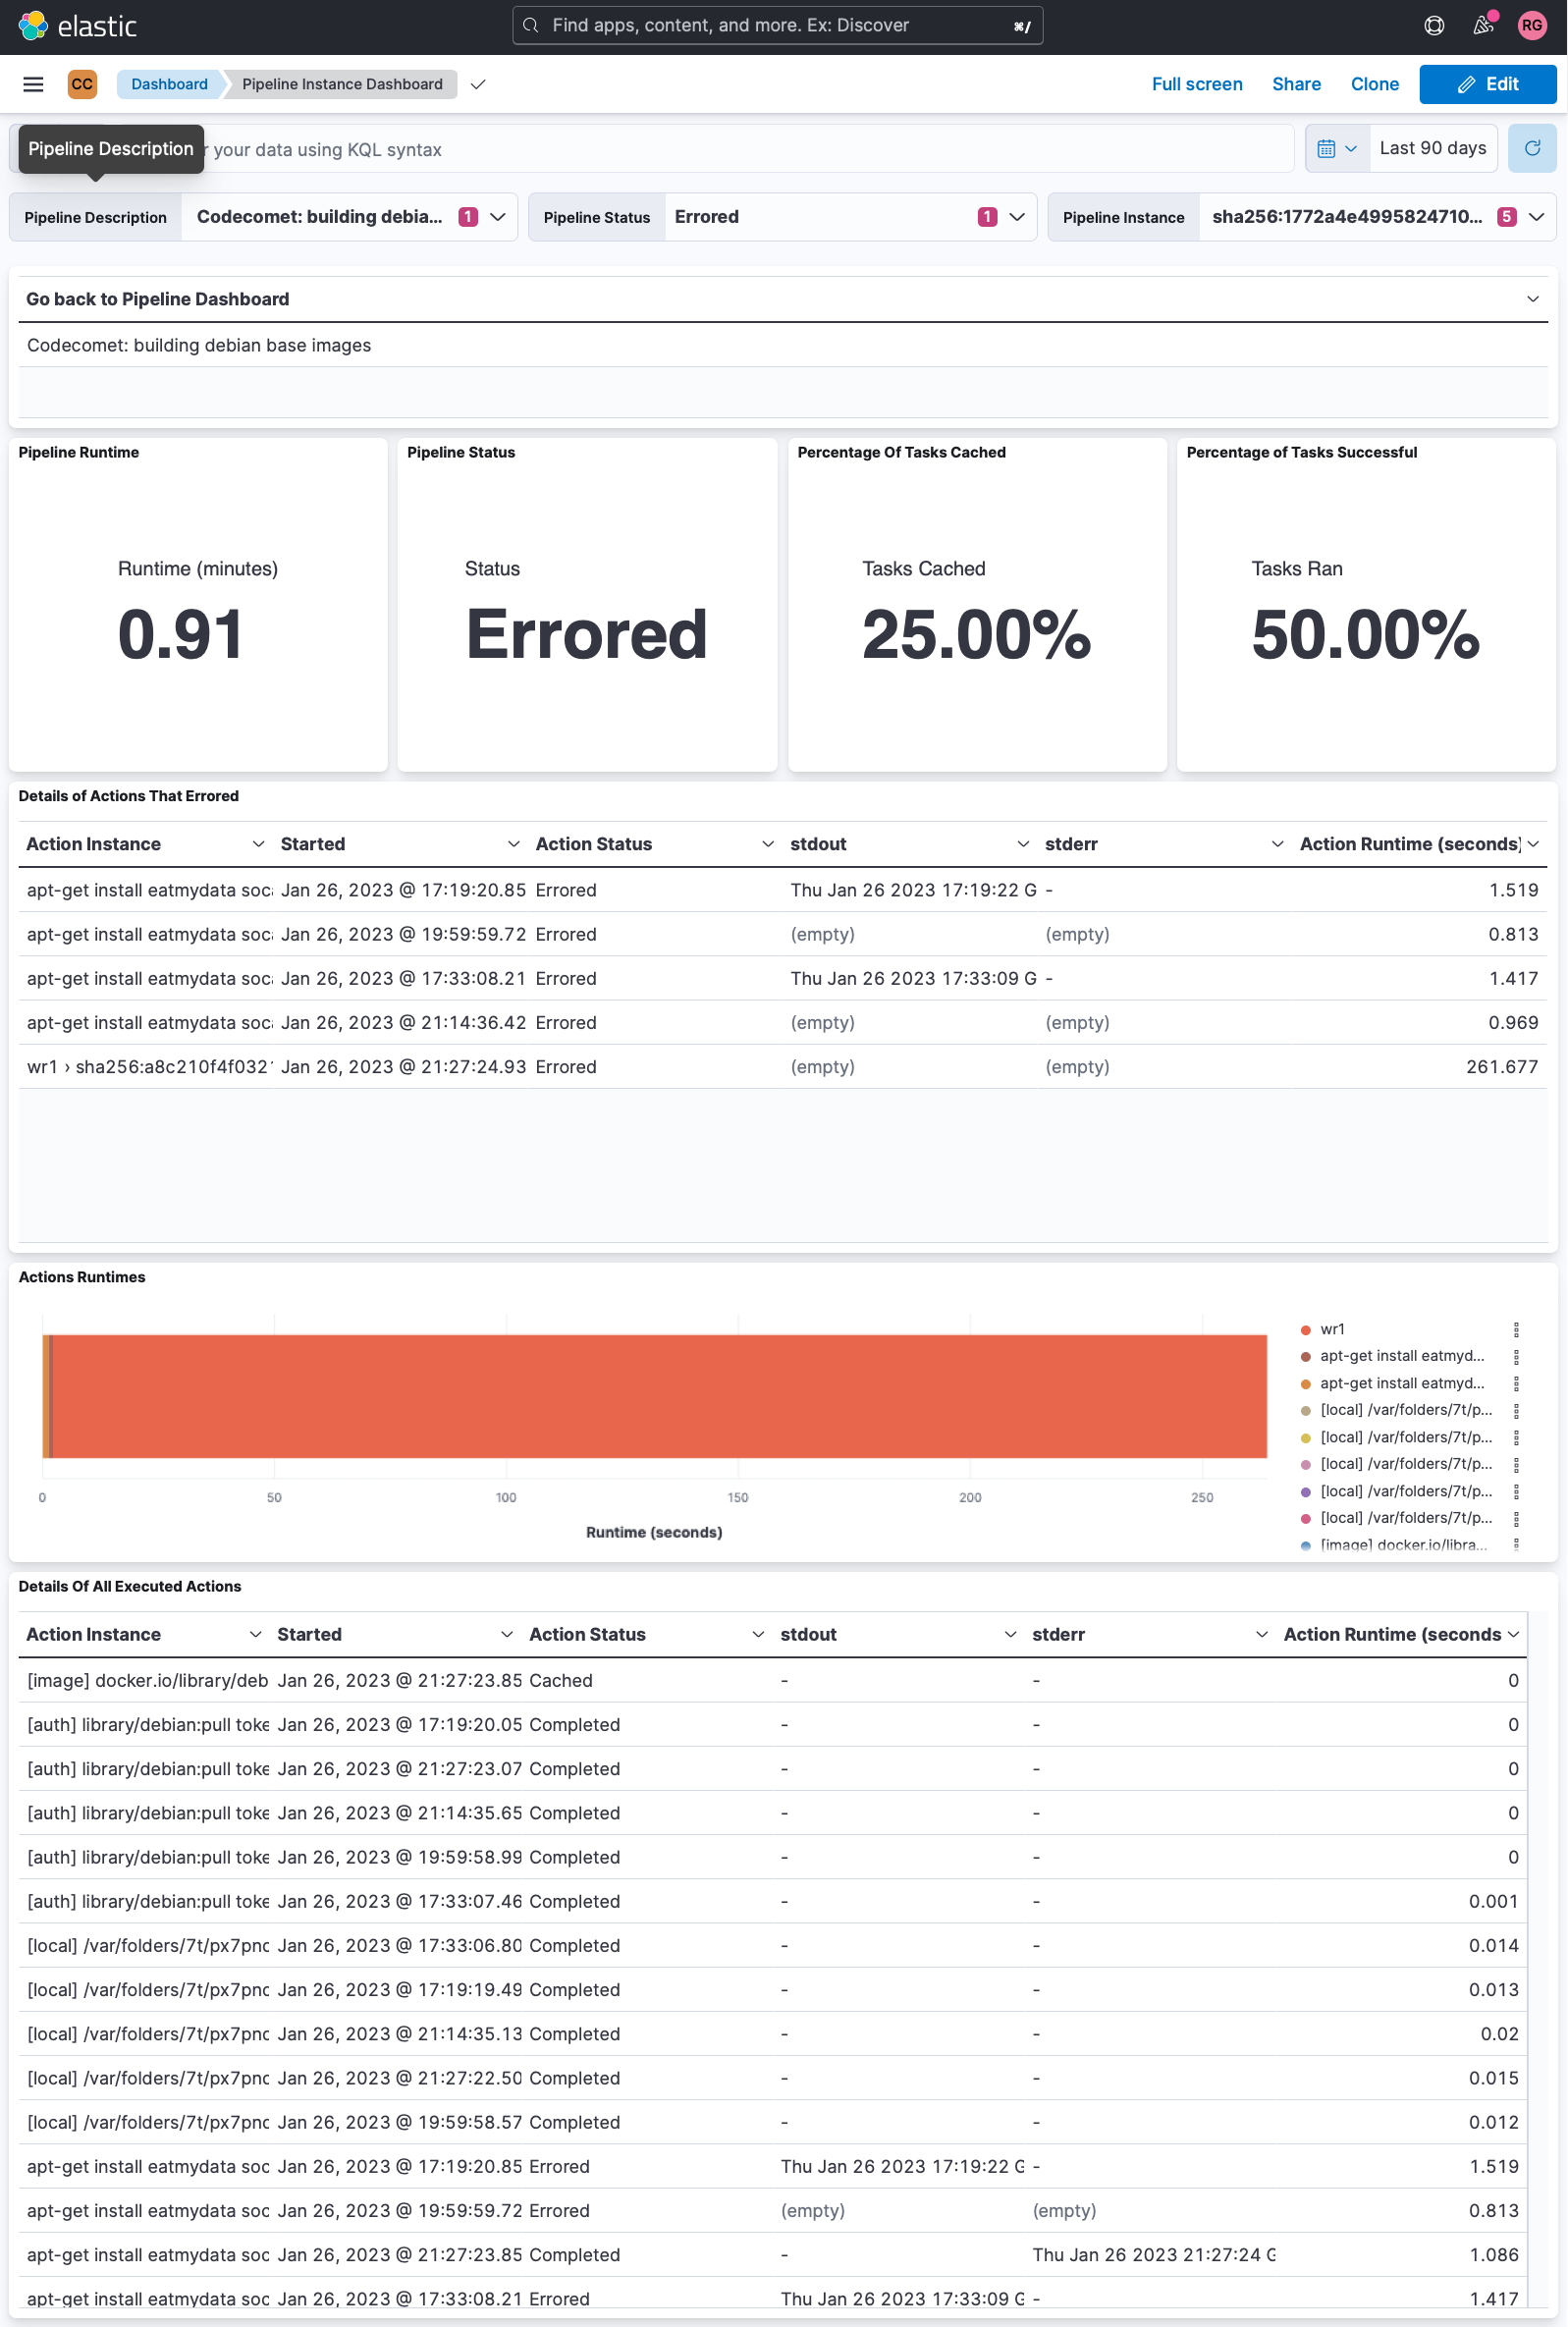 elastic
Find apps, content, and more. Ex: Discover ⌘/
RG
CC Dashboard Pipeline Instance Dashboard Full screen Share Clone Edit
Pipeline Description
your data using KQL syntax Last 90 days
Pipeline Description Codecomet: building debia... 1 Pipeline Status Errored 1 Pipeline Instance sha256:1772a4e4995824710... 5
Go back to Pipeline Dashboard
Codecomet: building debian base images
Pipeline Runtime
Runtime (minutes)
0.91
Pipeline Status
Status
Errored
Percentage Of Tasks Cached
Tasks Cached
25.00%
Percentage of Tasks Successful
Tasks Ran
50.00%
Details of Actions That Errored
Action Instance Started Action Status stdout stderr Action Runtime (seconds)
apt-get install eatmydata soc Jan 26, 2023 @ 17:19:20.85 Errored Thu Jan 26 2023 17:19:22 G - 1.519
apt-get install eatmydata soc Jan 26, 2023 @ 19:59:59.72 Errored (empty) (empty) 0.813
apt-get install eatmydata soc Jan 26, 2023 @ 17:33:08.21 Errored Thu Jan 26 2023 17:33:09 G - 1.417
apt-get install eatmydata soc Jan 26, 2023 @ 21:14:36.42 Errored (empty) (empty) 0.969
wr1 › sha256:a8c210f4f032 Jan 26, 2023 @ 21:27:24.93 Errored (empty) (empty) 261.677
Actions Runtimes
0 50 100 150 200 250
Runtime (seconds)
wr1
apt-get install eatmyd...
apt-get install eatmyd...
[local] /var/folders/7t/p...
[local] /var/folders/7t/p...
[local] /var/folders/7t/p...
[local] /var/folders/7t/p...
[local] /var/folders/7t/p...
[image] docker.io/libra...
Details Of All Executed Actions
Action Instance Started Action Status stdout stderr Action Runtime (seconds
[image] docker.io/library/deb Jan 26, 2023 @ 21:27:23.85 Cached - - 0
[auth] library/debian:pull toke Jan 26, 2023 @ 17:19:20.05 Completed - - 0
[auth] library/debian:pull toke Jan 26, 2023 @ 21:27:23.07 Completed - - 0
[auth] library/debian:pull toke Jan 26, 2023 @ 21:14:35.65 Completed - - 0
[auth] library/debian:pull toke Jan 26, 2023 @ 19:59:58.99 Completed - - 0
[auth] library/debian:pull toke Jan 26, 2023 @ 17:33:07.46 Completed - - 0.001
[local] /var/folders/7t/px7pn Jan 26, 2023 @ 17:33:06.80 Completed - - 0.014
[local] /var/folders/7t/px7pn Jan 26, 2023 @ 17:19:19.49 Completed - - 0.013
[local] /var/folders/7t/px7pn Jan 26, 2023 @ 21:14:35.13 Completed - - 0.02
[local] /var/folders/7t/px7pn Jan 26, 2023 @ 21:27:22.50 Completed - - 0.015
[local] /var/folders/7t/px7pn Jan 26, 2023 @ 19:59:58.57 Completed - - 0.012
apt-get install eatmydata soc Jan 26, 2023 @ 17:19:20.85 Errored Thu Jan 26 2023 17:19:22 G - 1.519
apt-get install eatmydata soc Jan 26, 2023 @ 19:59:59.72 Errored (empty) (empty) 0.813
apt-get install eatmydata soc Jan 26, 2023 @ 21:27:23.85 Completed - Thu Jan 26 2023 21:27:24 G 1.086
apt-get install eatmydata soc Jan 26, 2023 @ 17:33:08.21 Errored Thu Jan 26 2023 17:33:09 G - 1.417